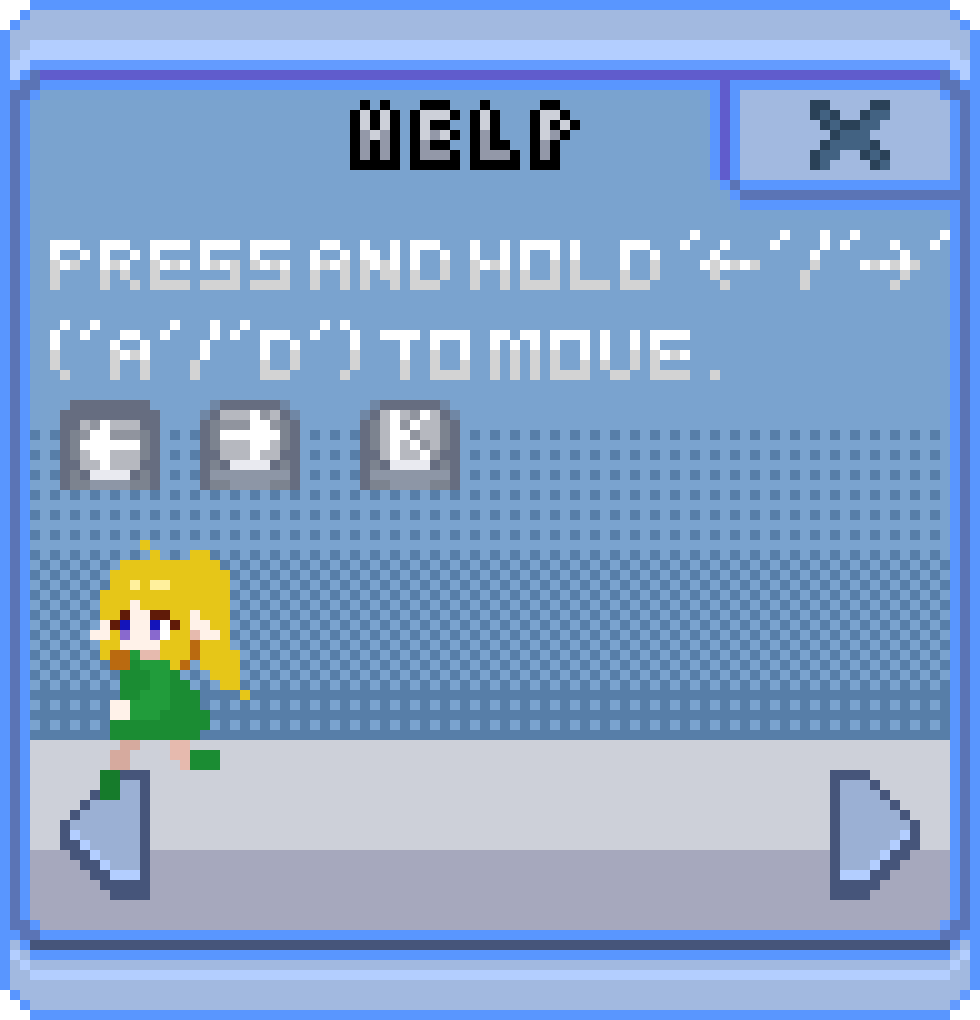 HELP
PRESS AND HOLD '←'/'→'
('A'/'D') TO MOVE.
← → K